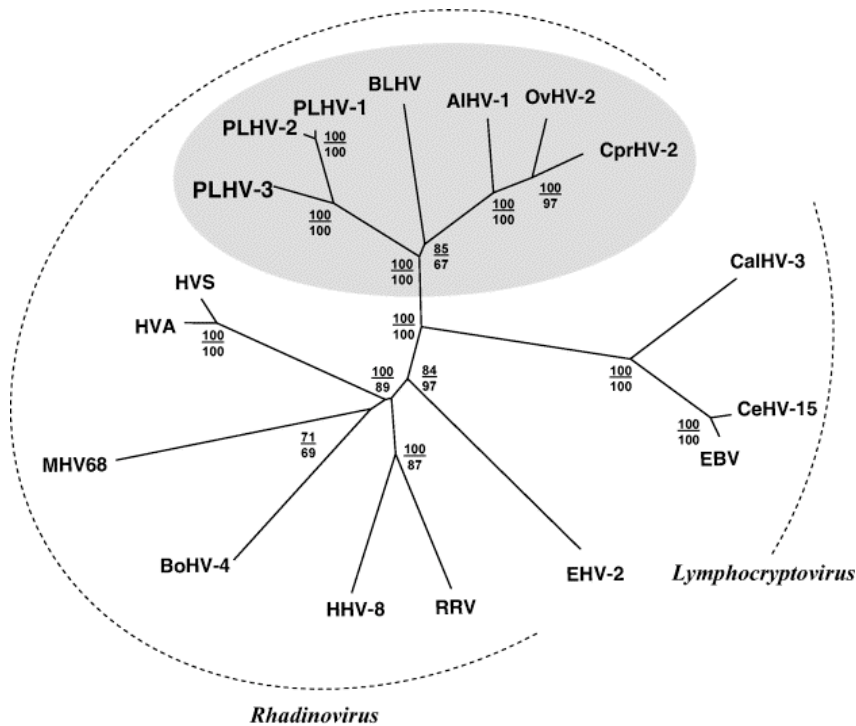 BLHV
OvHV-2
AlHV-1
PLHV-1
PLHV-2
100
100
CprHV-2
PLHV-3
100
97
100
100
100
100
85
67
100
100
CalHV-3
HVS
HVA
100
100
100
100
100
89
84
97
100
100
CeHV-15
100
100
EBV
71
69
100
87
MHV68
BoHV-4
EHV-2
Lymphocryptovirus
HHV-8
RRV
Rhadinovirus